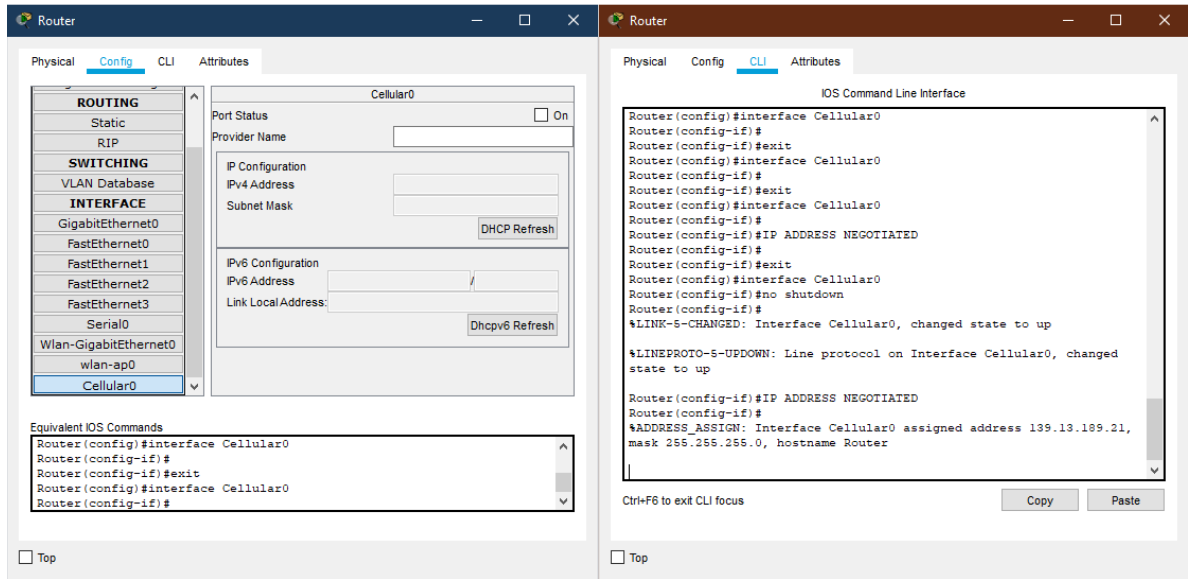 Router
Physical Config CLI Attributes
ROUTING
Static
RIP
SWITCHING
VLAN Database
INTERFACE
GigabitEthernet0
FastEthernet0
FastEthernet1
FastEthernet2
FastEthernet3
Serial0
Wlan-GigabitEthernet0
wlan-ap0
Cellular0
Cellular0
Port Status On
Provider Name
IP Configuration
IPv4 Address
Subnet Mask
DHCP Refresh
IPv6 Configuration
IPv6 Address /
Link Local Address:
Dhcpv6 Refresh
Equivalent IOS Commands
Router(config)#interface Cellular0
Router(config-if)#
Router(config-if)#exit
Router(config)#interface Cellular0
Router(config-if)#
Top
Router
Physical Config CLI Attributes
IOS Command Line Interface
Router(config)#interface Cellular0
Router(config-if)#
Router(config-if)#exit
Router(config)#interface Cellular0
Router(config-if)#
Router(config-if)#exit
Router(config)#interface Cellular0
Router(config-if)#
Router(config-if)#IP ADDRESS NEGOTIATED
Router(config-if)#
Router(config-if)#exit
Router(config)#interface Cellular0
Router(config-if)#no shutdown
Router(config-if)#
%LINK-5-CHANGED: Interface Cellular0, changed state to up
%LINEPROTO-5-UPDOWN: Line protocol on Interface Cellular0, changed
state to up
Router(config-if)#IP ADDRESS NEGOTIATED
Router(config-if)#
%ADDRESS_ASSIGN: Interface Cellular0 assigned address 139.13.189.21,
mask 255.255.255.0, hostname Router
Ctrl+F6 to exit CLI focus Copy Paste
Top